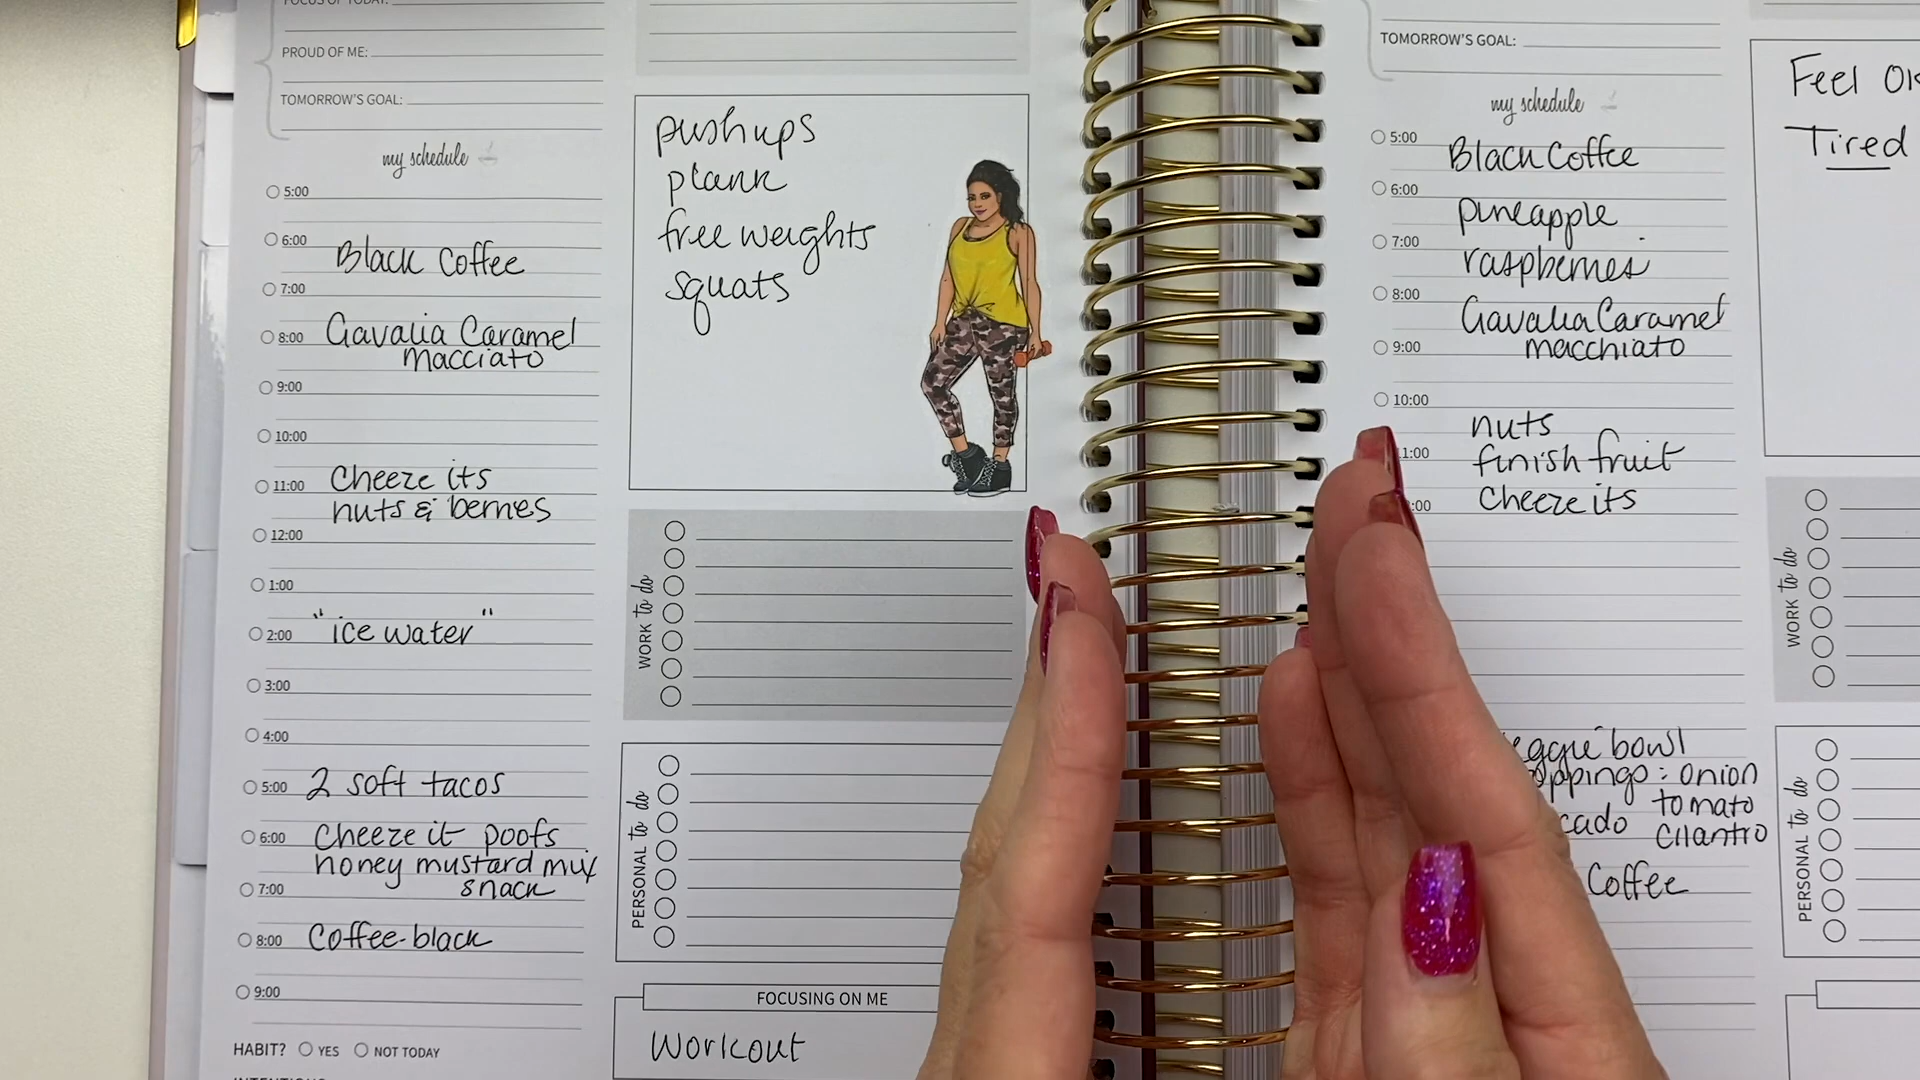 PROUD OF ME:
TOMORROW'S GOAL:
my schedule
5:00
6:00
Black Coffee
7:00
8:00 Gavalia Caramel
macciato
9:00
10:00
Cheeze its
11:00
nuts & berries
12:00
1:00
2:00 "ice water"
3:00
4:00
5:00 2 soft tacos
6:00 Cheeze it poofs
honey mustard mix
7:00 snack
8:00 Coffee-black
9:00
HABIT? YES NOT TODAY
pushups
plank
free weights
squats
WORK to do
PERSONAL to do
FOCUSING ON ME
Workout
TOMORROW'S GOAL:
my schedule
5:00
Black Coffee
6:00
pineapple
7:00
raspberries
8:00
Gavalia Caramel
9:00 macchiato
10:00
nuts
11:00 finish fruit
:00 Cheeze its
bowl
: onion
tomato
cilantro
Coffee
Feel OK
Tired
WORK to do
PERSONAL to do